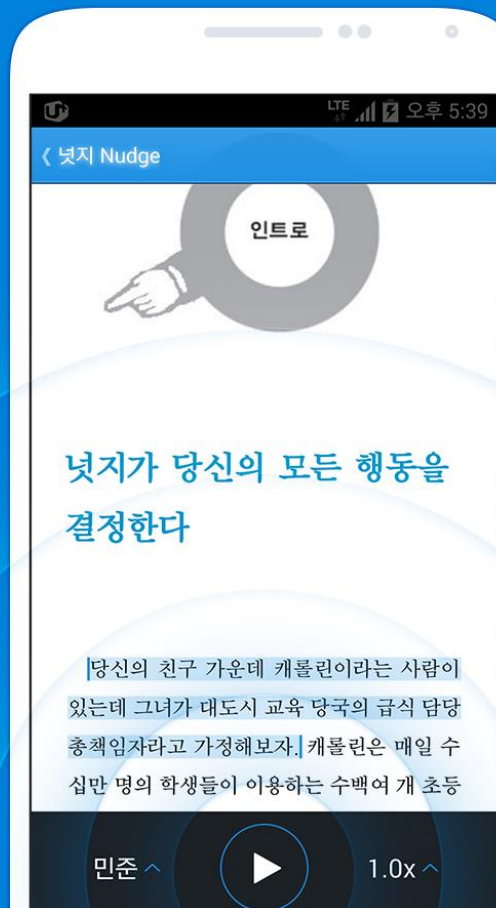 LTE 오후 5:39
《 넛지 Nudge
인트로
넛지가 당신의 모든 행동을
결정한다
당신의 친구 가운데 캐롤린이라는 사람이
있는데 그녀가 대도시 교육 당국의 급식 담당
총책임자라고 가정해보자. 캐롤린은 매일 수
십만 명의 학생들이 이용하는 수백여 개 초등
민준 1.0x